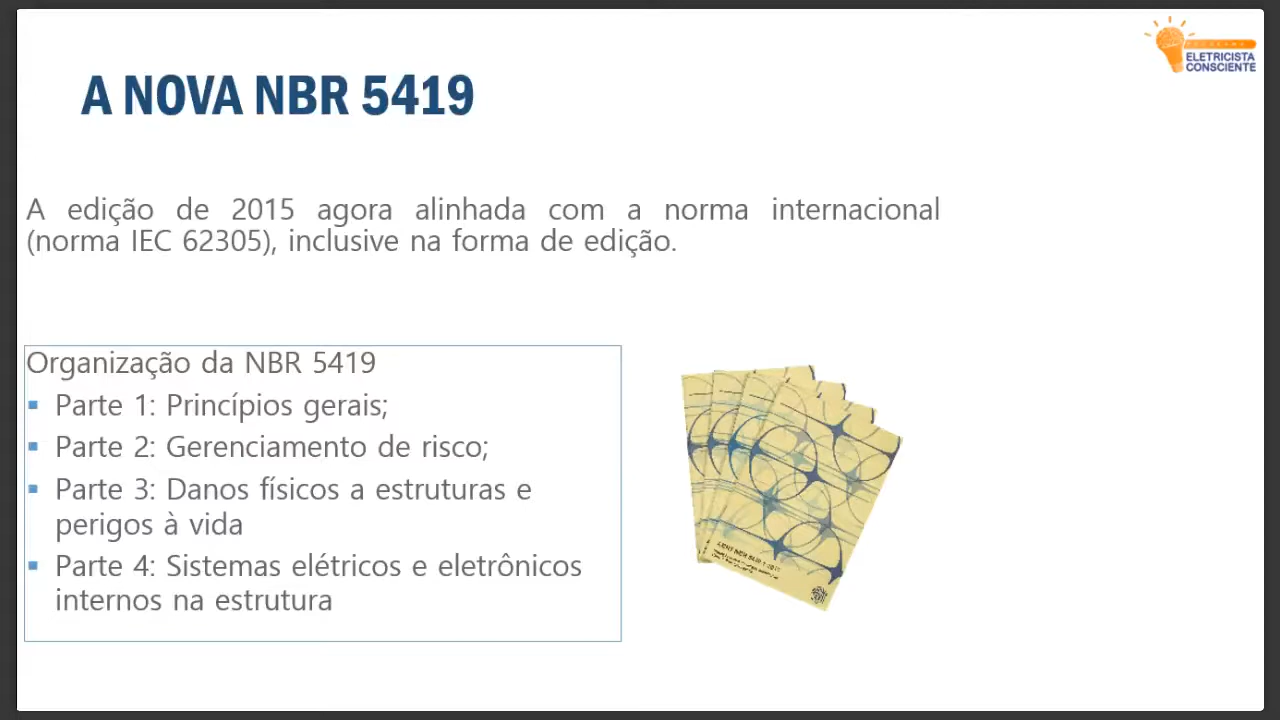 ELETRICISTA
CONSCIENTE
A NOVA NBR 5419
A edição de 2015 agora alinhada com a norma internacional
(norma IEC 62305), inclusive na forma de edição.
Organização da NBR 5419
▪ Parte 1: Princípios gerais;
▪ Parte 2: Gerenciamento de risco;
▪ Parte 3: Danos físicos a estruturas e
perigos à vida
▪ Parte 4: Sistemas elétricos e eletrônicos
internos na estrutura